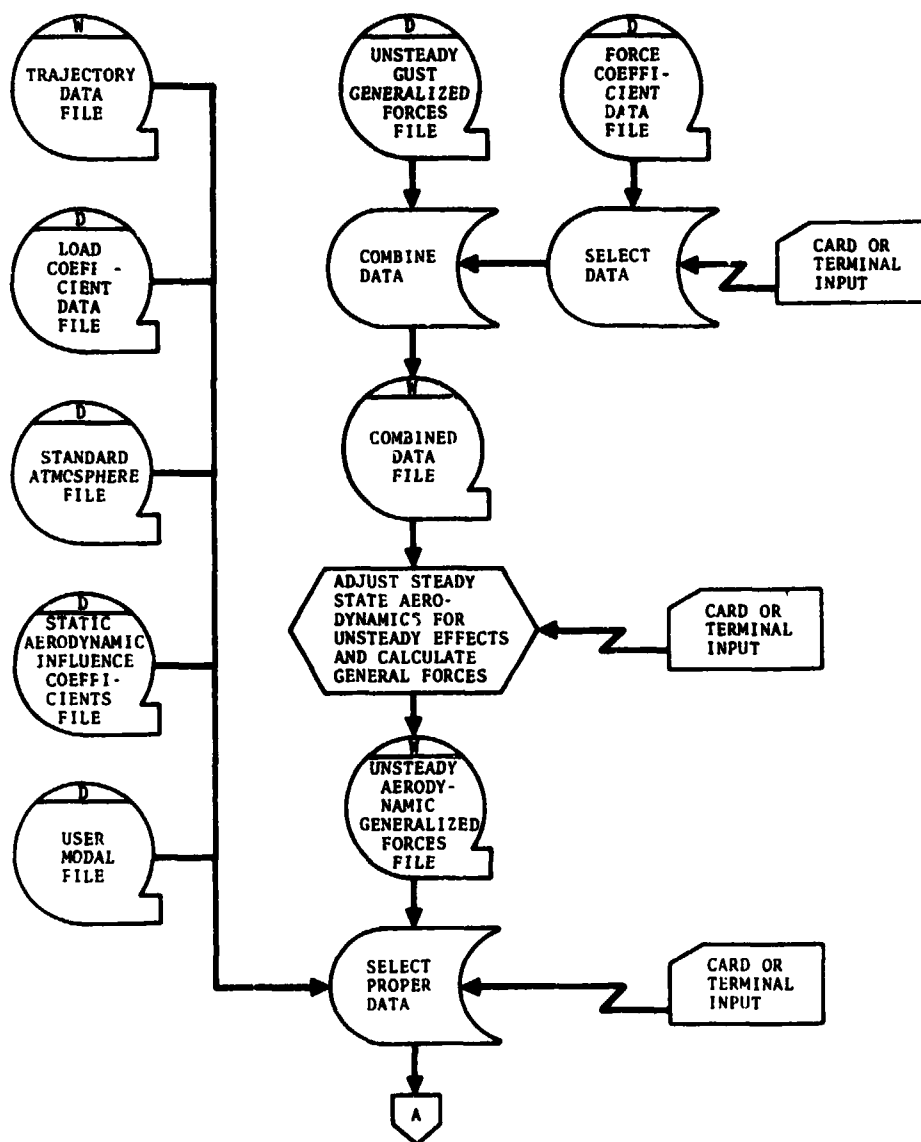 W
TRAJECTORY
DATA
FILE
D
UNSTEADY
GUST
GENERALIZED
FORCES
FILE
D
FORCE
COEFFI-
CIENT
DATA
FILE
D
LOAD
COEFFI -
CIENT
DATA
FILE
COMBINE
DATA
SELECT
DATA
CARD OR
TERMINAL
INPUT
D
STANDARD
ATMOSPHERE
FILE
W
COMBINED
DATA
FILE
D
STATIC
AERODYNAMIC
INFLUENCE
COEFFI-
CIENTS
FILE
ADJUST STEADY
STATE AERO-
DYNAMICS FOR
UNSTEADY EFFECTS
AND CALCULATE
GENERAL FORCES
CARD OR
TERMINAL
INPUT
D
USER
MODAL
FILE
W
UNSTEADY
AERODY-
NAMIC
GENERALIZED
FORCES
FILE
SELECT
PROPER
DATA
CARD OR
TERMINAL
INPUT
A